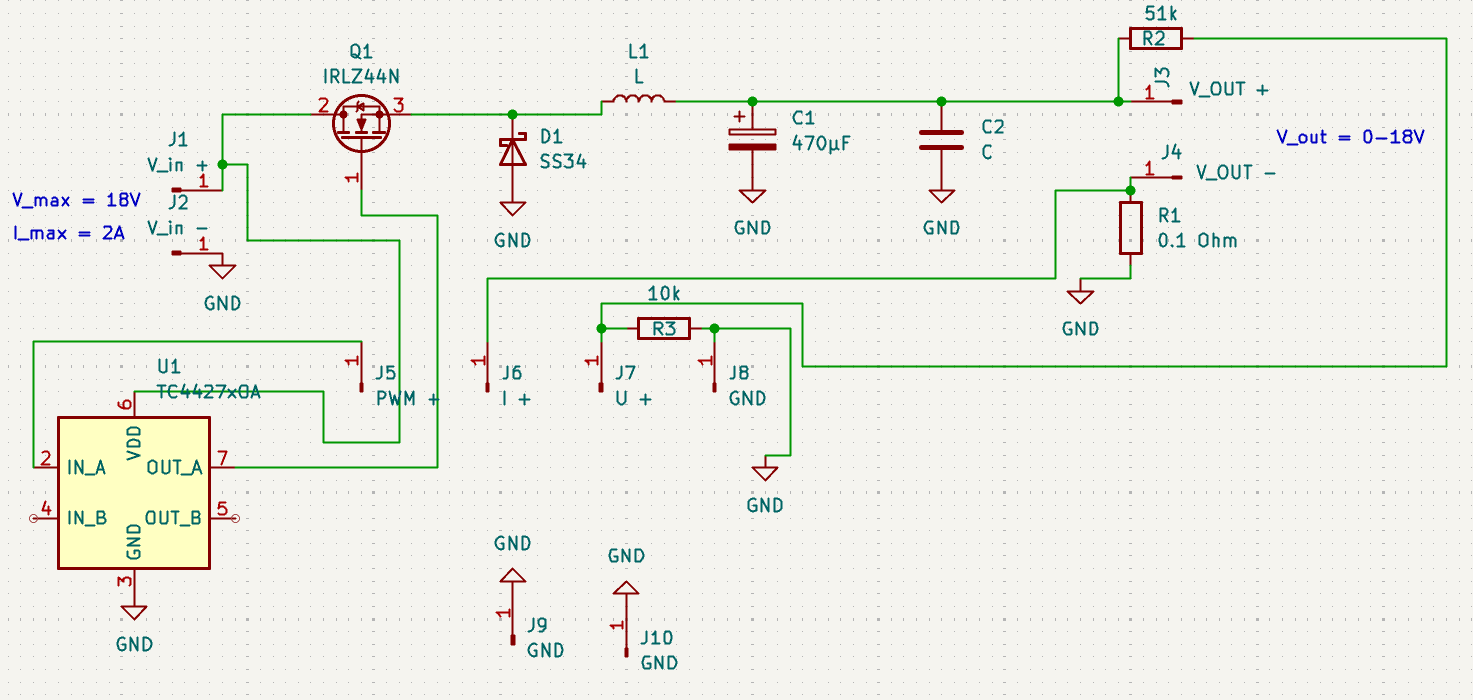 51k
R2
Q1
IRLZ44N
2
3
1
L1
L
J3
1
V_OUT +
J1
V_in +
1
J2
V_in -
1
GND
V_max = 18V
I_max = 2A
D1
SS34
GND
+
C1
470µF
GND
C2
C
GND
V_out = 0-18V
J4
1
V_OUT -
R1
0.1 Ohm
GND
10k
R3
1
J5
PWM +
1
J6
I +
1
J7
U +
1
J8
GND
GND
U1
TC4427xOA
6
VDD
2
IN_A
OUT_A
7
4
IN_B
OUT_B
5
GND
3
GND
GND
1
J9
GND
GND
1
J10
GND